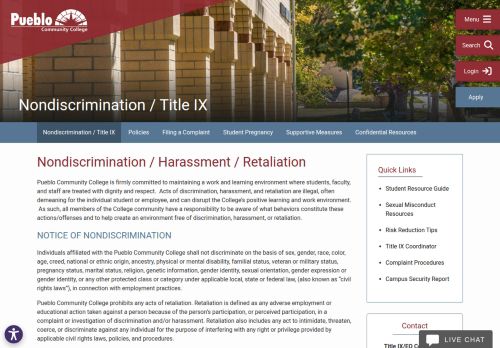 Pueblo
Community College
Menu
Search
Login
Apply
Nondiscrimination / Title IX
Nondiscrimination / Title IX
Policies
Filing a Complaint
Student Pregnancy
Supportive Measures
Confidential Resources
Nondiscrimination / Harassment / Retaliation
Pueblo Community College is firmly committed to maintaining a work and learning environment where students, faculty,
and staff are treated with dignity and respect. Acts of discrimination, harassment, and retaliation are illegal, often
demeaning for the individual student or employee, and can disrupt the College's positive learning and work environment.
As such, all members of the College community have a responsibility to be aware of what behaviors constitute these
actions/offenses and to help create an environment free of discrimination, harassment, or retaliation.
NOTICE OF NONDISCRIMINATION
Individuals affiliated with the Pueblo Community College shall not discriminate on the basis of sex, gender, race, color,
age, creed, national or ethnic origin, ancestry, physical or mental disability, familial status, veteran or military status,
pregnancy status, marital status, religion, genetic information, gender identity, sexual orientation, gender expression or
gender identity, or any other protected class or category under applicable local, state or federal law, (also known as "civil
rights laws"), in connection with employment practices.
Pueblo Community College prohibits any acts of retaliation. Retaliation is defined as any adverse employment or
educational action taken against a person because of the person's participation, or perceived participation, in a
complaint or investigation of discrimination and/or harassment. Retaliation also includes any act to intimidate, threaten,
coerce, or discriminate against any individual for the purpose of interfering with any right or privilege provided by
applicable civil rights laws, policies, and procedures.
Quick Links
Student Resource Guide
Sexual Misconduct
Resources
Risk Reduction Tips
Title IX Coordinator
Complaint Procedures
Campus Security Report
Contact
LIVE CHAT